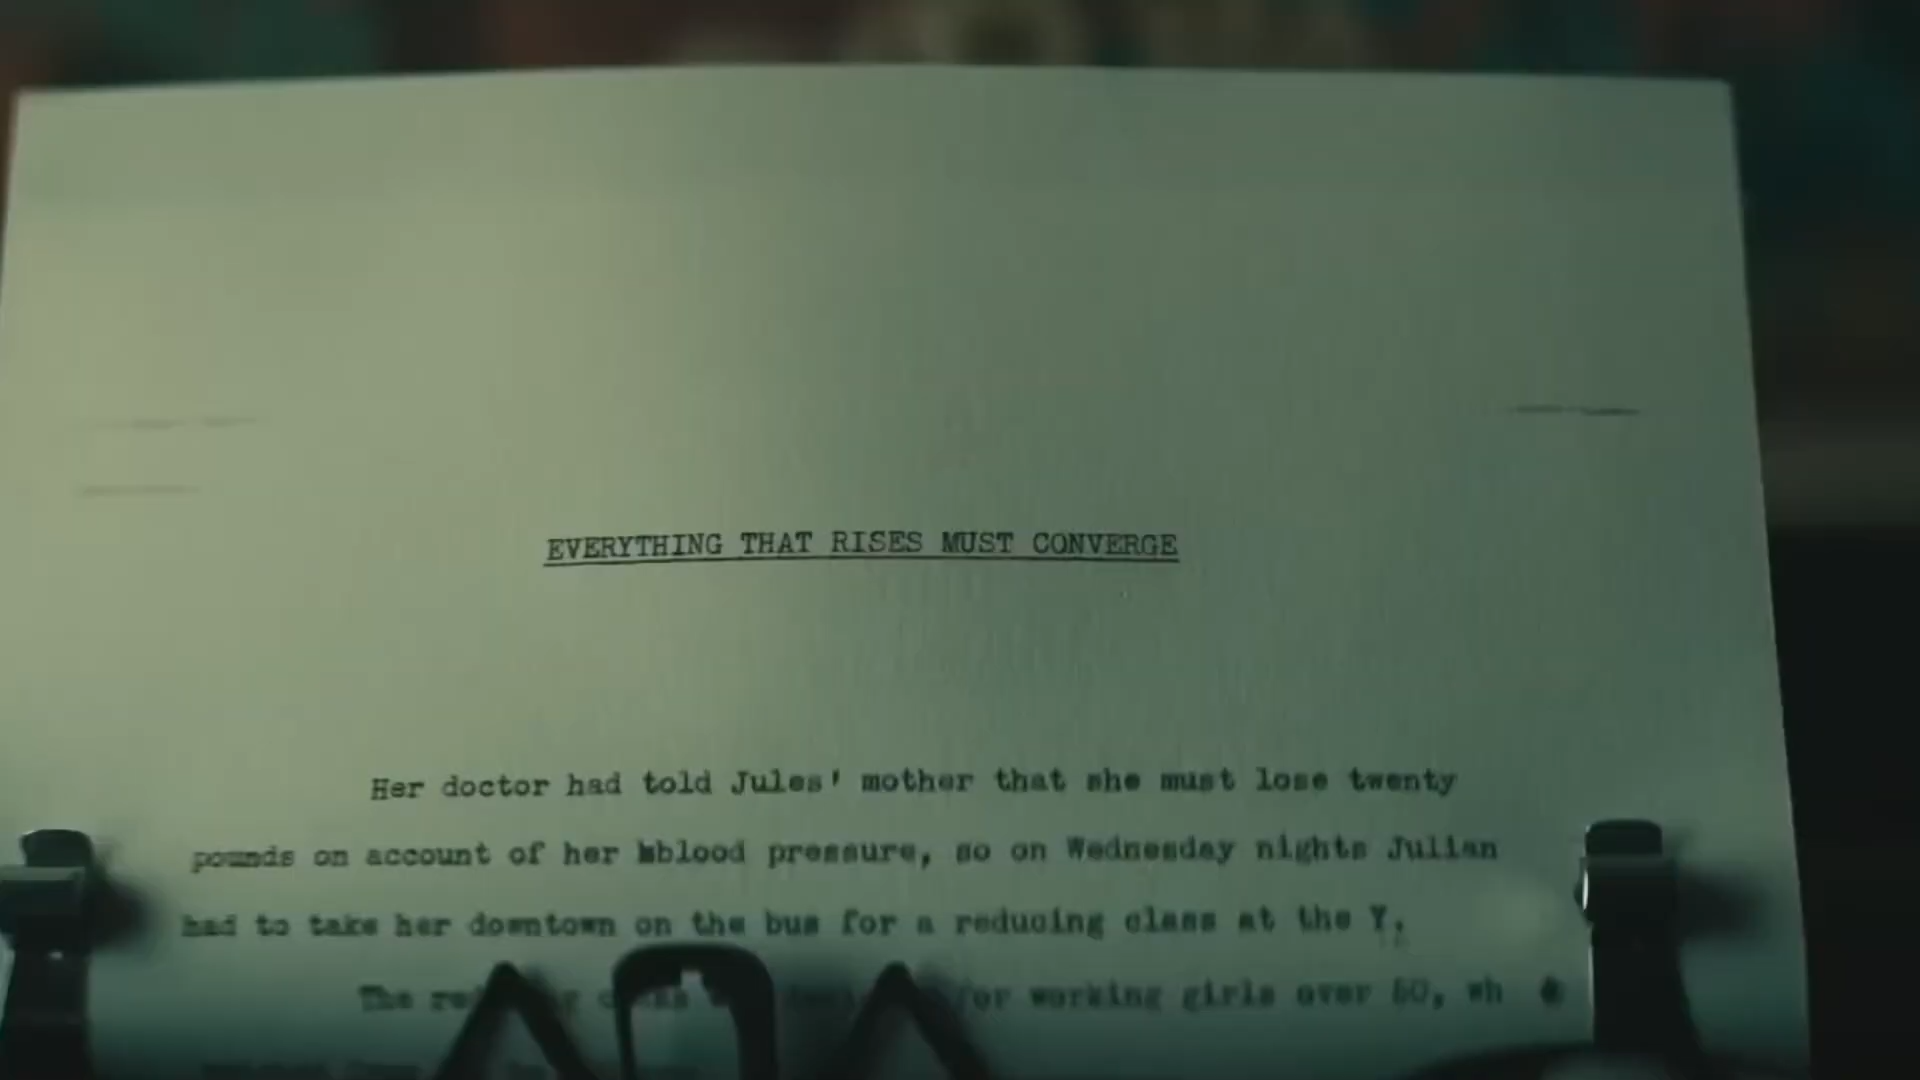 EVERYTHING THAT RISES MUST CONVERGE
Her doctor had told Jules' mother that she must lose twenty
pounds on account of her blood pressure, so on Wednesday nights Julian
had to take her downtown on the bus for a reducing class at the Y.
The for working girls over 50, wh